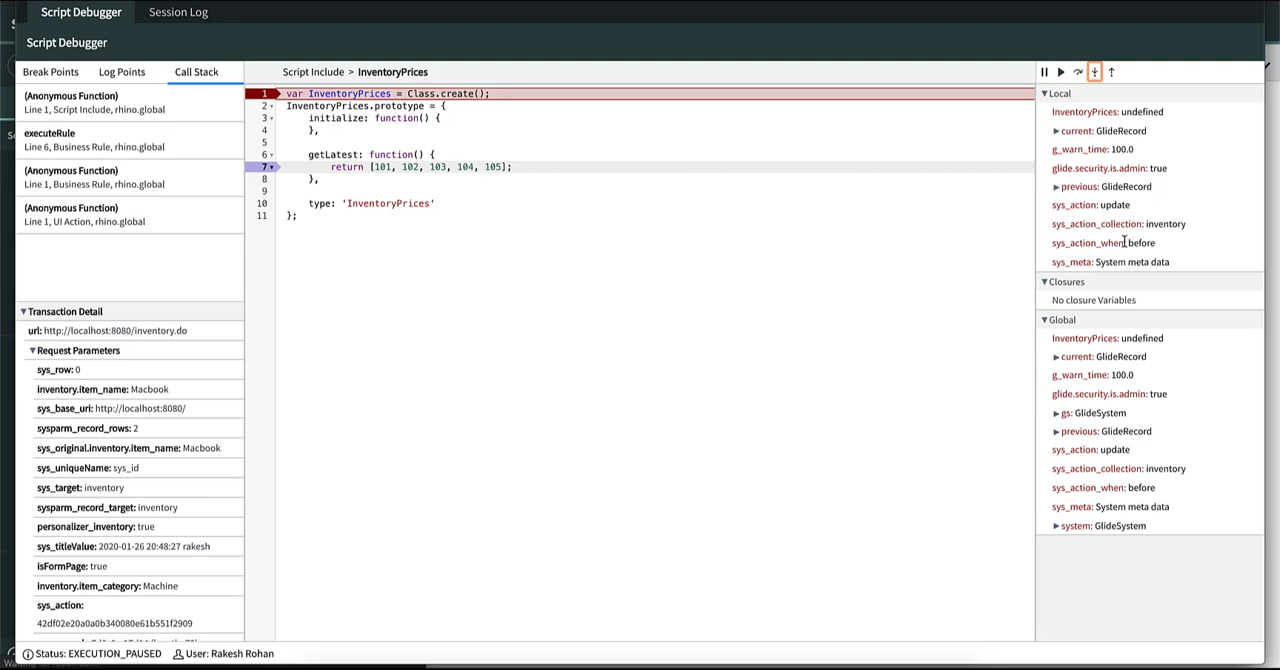 Script Debugger
Session Log
Script Debugger
Break Points
Log Points
Call Stack
(Anonymous Function)
Line 1, Script Include, rhino.global
executeRule
Line 6, Business Rule, rhino.global
(Anonymous Function)
Line 1, Business Rule, rhino.global
(Anonymous Function)
Line 1, UI Action, rhino.global
Transaction Detail
url: http://localhost:8080/inventory.do
Request Parameters
sys_row: 0
inventory.item_name: Macbook
sys_base_uri: http://localhost:8080/
sysparm_record_rows: 2
sys_original.inventory.item_name: Macbook
sys_uniqueName: sys_id
sys_target: inventory
sysparm_record_target: inventory
personalizer_inventory: true
sys_titleValue: 2020-01-26 20:48:27 rakesh
isFormPage: true
inventory.item_category: Machine
sys_action:
42df02e20a0a0b340080e61b551f2909
Script Include > InventoryPrices
1 var InventoryPrices = Class.create();
2 InventoryPrices.prototype = {
3 initialize: function() {
4 },
5
6 getLatest: function() {
7 return [101, 102, 103, 104, 105];
8 },
9
10 type: 'InventoryPrices'
11 };
Local
InventoryPrices: undefined
current: GlideRecord
g_warn_time: 100.0
glide.security.is.admin: true
previous: GlideRecord
sys_action: update
sys_action_collection: inventory
sys_action_when: before
sys_meta: System meta data
Closures
No closure Variables
Global
InventoryPrices: undefined
current: GlideRecord
g_warn_time: 100.0
glide.security.is.admin: true
gs: GlideSystem
previous: GlideRecord
sys_action: update
sys_action_collection: inventory
sys_action_when: before
sys_meta: System meta data
system: GlideSystem
Status: EXECUTION_PAUSED
User: Rakesh Rohan